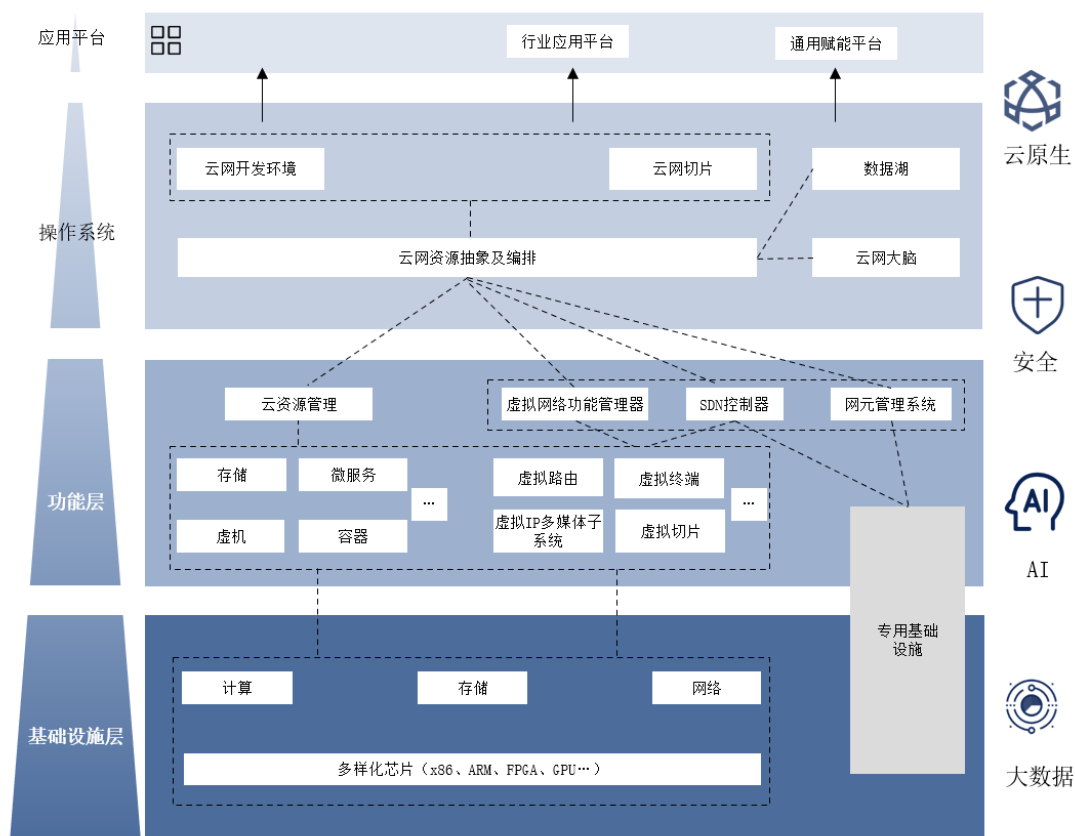 应用平台
行业应用平台
通用赋能平台
云原生
操作系统
云网开发环境
云网切片
数据湖
云网资源抽象及编排
云网大脑
安全
功能层
云资源管理
虚拟网络功能管理器
SDN控制器
网元管理系统
存储
微服务
…
虚拟路由
虚拟终端
…
虚机
容器
虚拟IP多媒体子
系统
虚拟切片
AI
AI
专用基础
设施
基础设施层
计算
存储
网络
多样化芯片（x86、ARM、FPGA、GPU…）
大数据